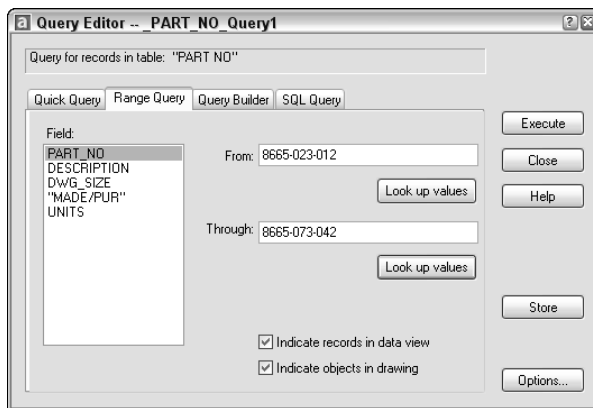 a Query Editor -- _PART_NO_Query1
Query for records in table: "PART NO"
Quick Query Range Query Query Builder SQL Query
Field:
PART_NO
DESCRIPTION
DWG_SIZE
"MADE/PUR"
UNITS
From: 8665-023-012
Look up values
Through: 8665-073-042
Look up values
Indicate records in data view
Indicate objects in drawing
Execute
Close
Help
Store
Options...